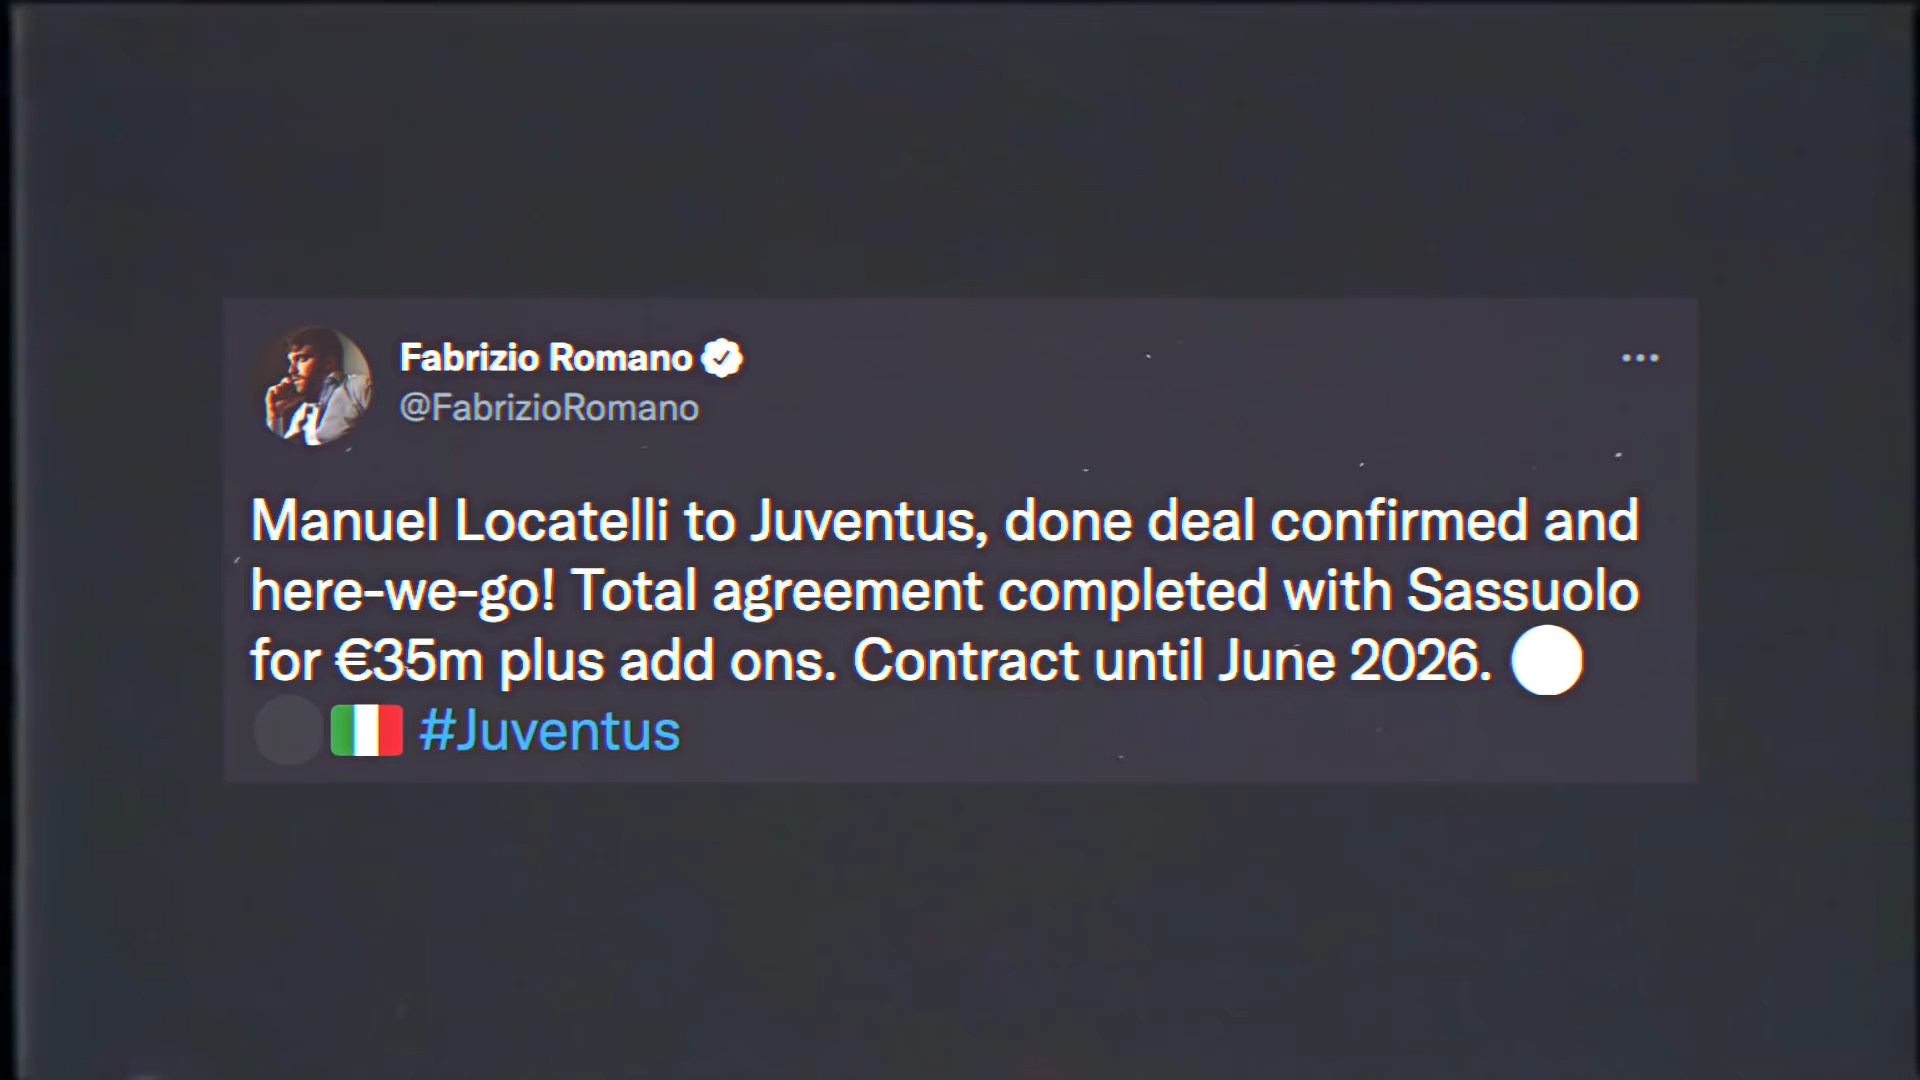 Fabrizio Romano
@FabrizioRomano
Manuel Locatelli to Juventus, done deal confirmed and
here-we-go! Total agreement completed with Sassuolo
for €35m plus add ons. Contract until June 2026. ⚪
⚫🇮🇹 #Juventus